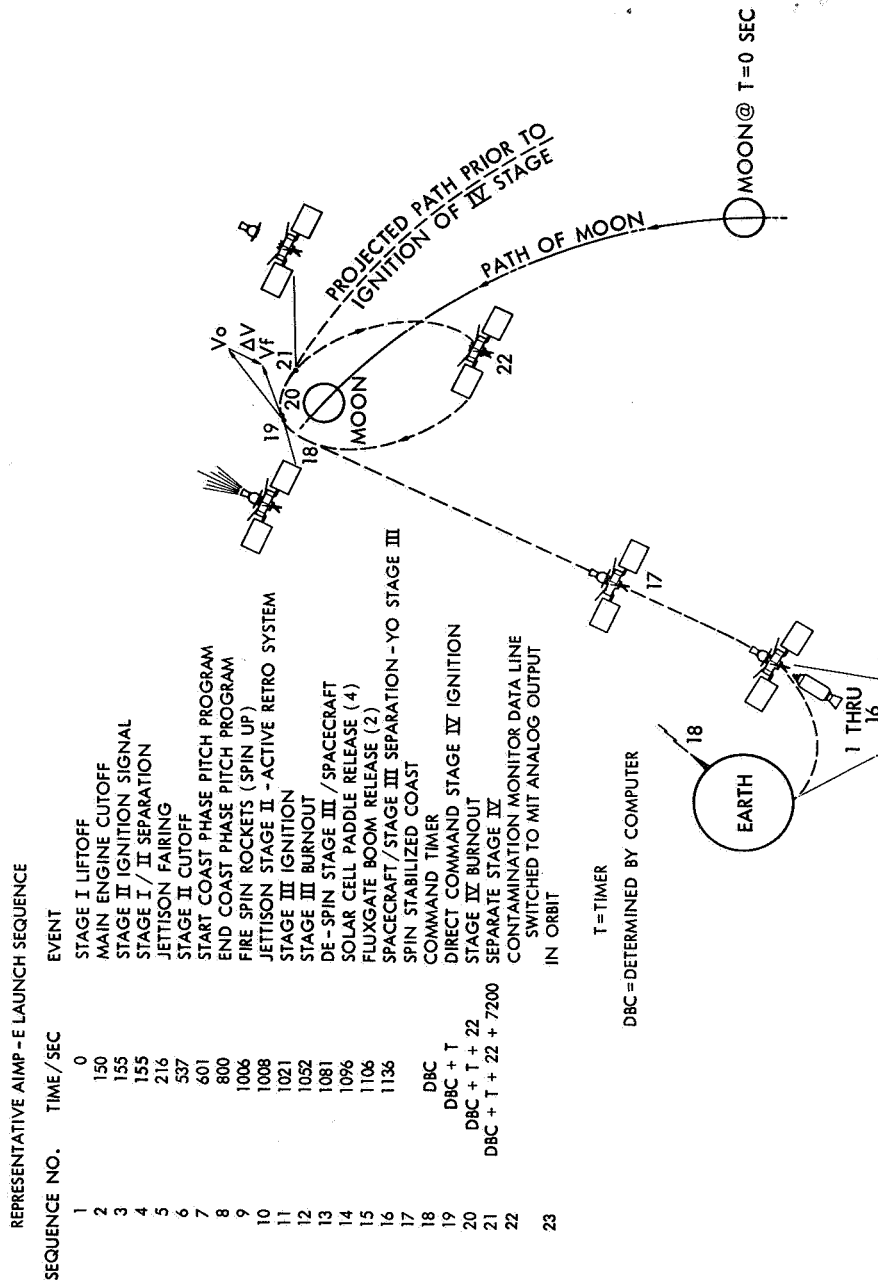 REPRESENTATIVE AIMP-E LAUNCH SEQUENCE
SEQUENCE NO. TIME/SEC EVENT
1 0 STAGE I LIFTOFF
2 150 MAIN ENGINE CUTOFF
3 155 STAGE II IGNITION SIGNAL
4 155 STAGE I / II SEPARATION
5 216 JETTISON FAIRING
6 537 STAGE II CUTOFF
7 601 START COAST PHASE PITCH PROGRAM
8 800 END COAST PHASE PITCH PROGRAM
9 1006 FIRE SPIN ROCKETS (SPIN UP)
10 1008 JETTISON STAGE II - ACTIVE RETRO SYSTEM
11 1021 STAGE III IGNITION
12 1052 STAGE III BURNOUT
13 1081 DE-SPIN STAGE III / SPACECRAFT
14 1096 SOLAR CELL PADDLE RELEASE (4)
15 1106 FLUXGATE BOOM RELEASE (2)
16 1136 SPACECRAFT/STAGE III SEPARATION-YO STAGE III
17 SPIN STABILIZED COAST
18 DBC COMMAND TIMER
19 DBC + T DIRECT COMMAND STAGE IV IGNITION
20 DBC + T + 22 STAGE IV BURNOUT
21 DBC + T + 22 + 7200 SEPARATE STAGE IV
22 CONTAMINATION MONITOR DATA LINE
SWITCHED TO MIT ANALOG OUTPUT
23 IN ORBIT
T=TIMER
DBC=DETERMINED BY COMPUTER
EARTH
18
1 THRU
16
17
18
19
20
21
Vo
ΔV
Vf
MOON
22
PROJECTED PATH PRIOR TO
IGNITION OF IV STAGE
PATH OF MOON
MOON@ T=0 SEC